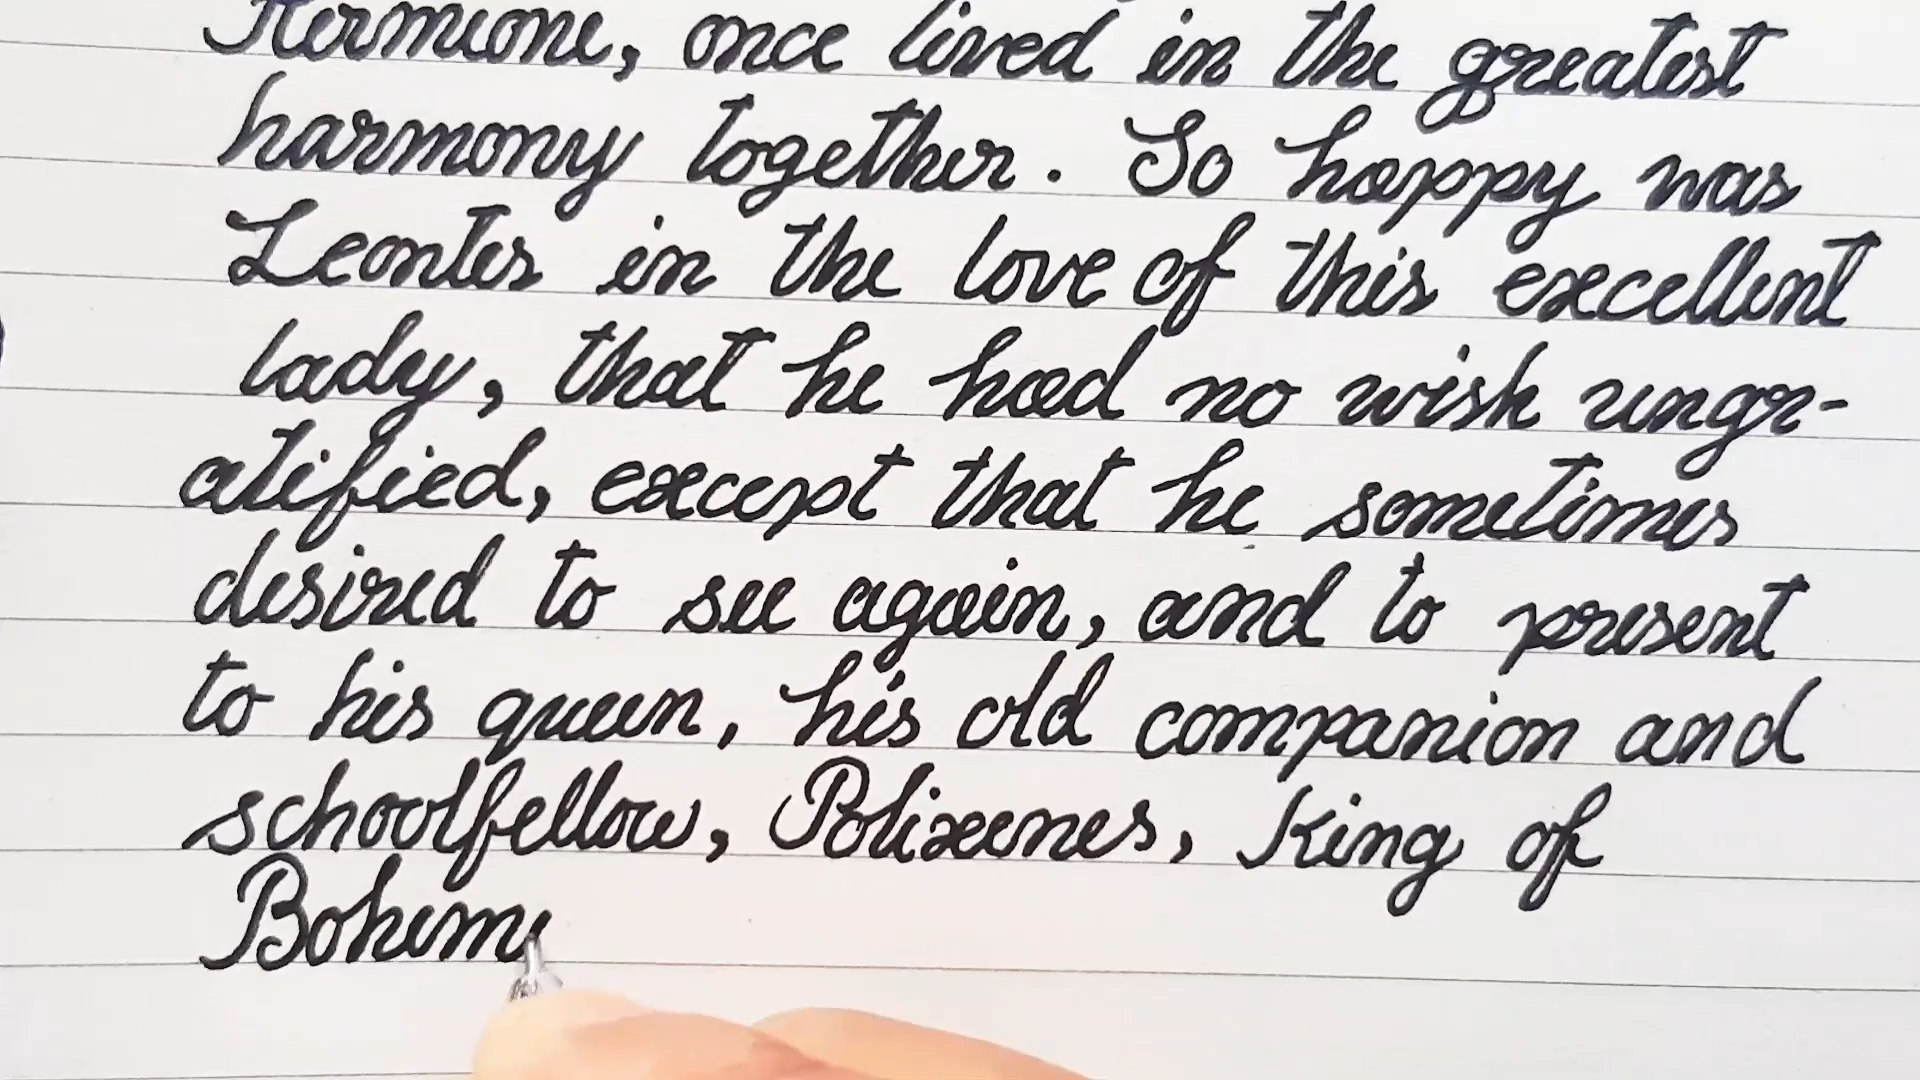 Hermione, once lived in the greatest
harmony together. So happy was
Leontes in the love of this excellent
lady, that he had no wish ungr-
atified, except that he sometimes
desired to see again, and to present
to his queen, his old companion and
schoolfellow, Polixenes, King of
Bohem